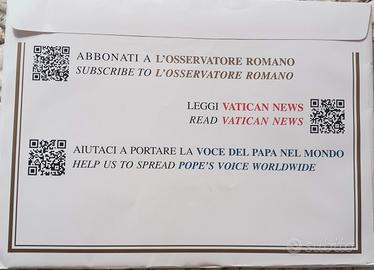 ABBONATI A L'OSSERVATORE ROMANO
SUBSCRIBE TO L'OSSERVATORE ROMANO
LEGGI VATICAN NEWS
READ VATICAN NEWS
AIUTACI A PORTARE LA VOCE DEL PAPA NEL MONDO
HELP US TO SPREAD POPE'S VOICE WORLDWIDE
subito